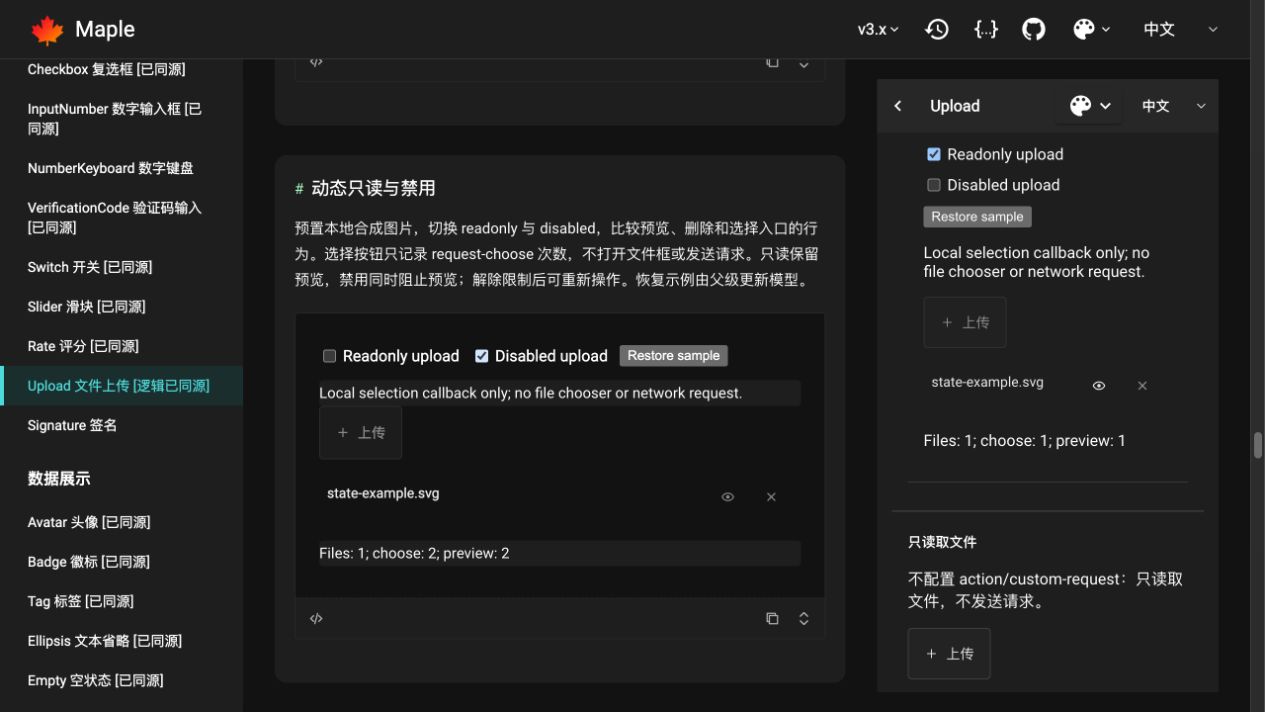 Maple
v3.x
{...}
中文
Checkbox 复选框 [已同源]
InputNumber 数字输入框 [已
同源]
NumberKeyboard 数字键盘
VerificationCode 验证码输入
[已同源]
Switch 开关 [已同源]
Slider 滑块 [已同源]
Rate 评分 [已同源]
Upload 文件上传 [逻辑已同源]
Signature 签名
数据展示
Avatar 头像 [已同源]
Badge 徽标 [已同源]
Tag 标签 [已同源]
Ellipsis 文本省略 [已同源]
Empty 空状态 [已同源]
# 动态只读与禁用
预置本地合成图片，切换 readonly 与 disabled，比较预览、删除和选择入口的行
为。选择按钮只记录 request-choose 次数，不打开文件框或发送请求。只读保留
预览，禁用同时阻止预览；解除限制后可重新操作。恢复示例由父级更新模型。
Readonly upload
Disabled upload
Restore sample
Local selection callback only; no file chooser or network request.
+ 上传
state-example.svg
Files: 1; choose: 2; preview: 2
Upload
中文
Readonly upload
Disabled upload
Restore sample
Local selection callback only; no
file chooser or network request.
+ 上传
state-example.svg
Files: 1; choose: 1; preview: 1
只读取文件
不配置 action/custom-request：只读取
文件，不发送请求。
+ 上传